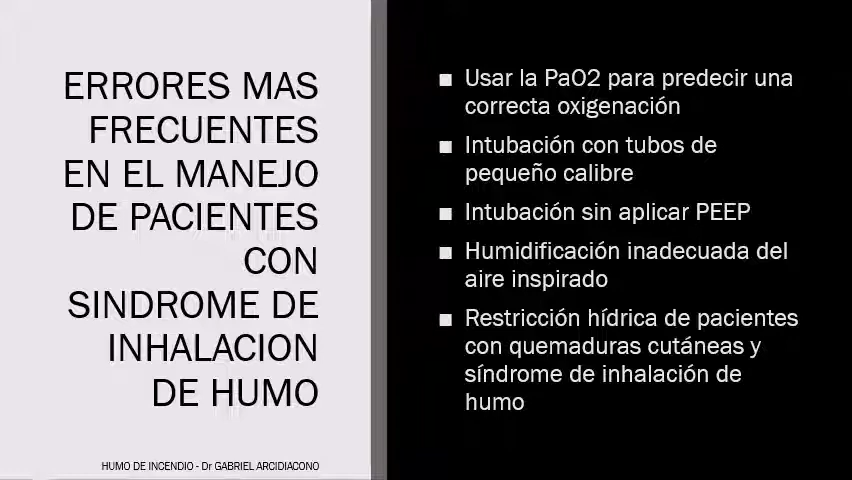 ERRORES MAS
FRECUENTES
EN EL MANEJO
DE PACIENTES
CON
SINDROME DE
INHALACION
DE HUMO
HUMO DE INCENDIO - Dr GABRIEL ARCIDIACONO
■ Usar la PaO2 para predecir una
correcta oxigenación
■ Intubación con tubos de
pequeño calibre
■ Intubación sin aplicar PEEP
■ Humidificación inadecuada del
aire inspirado
■ Restricción hídrica de pacientes
con quemaduras cutáneas y
síndrome de inhalación de
humo